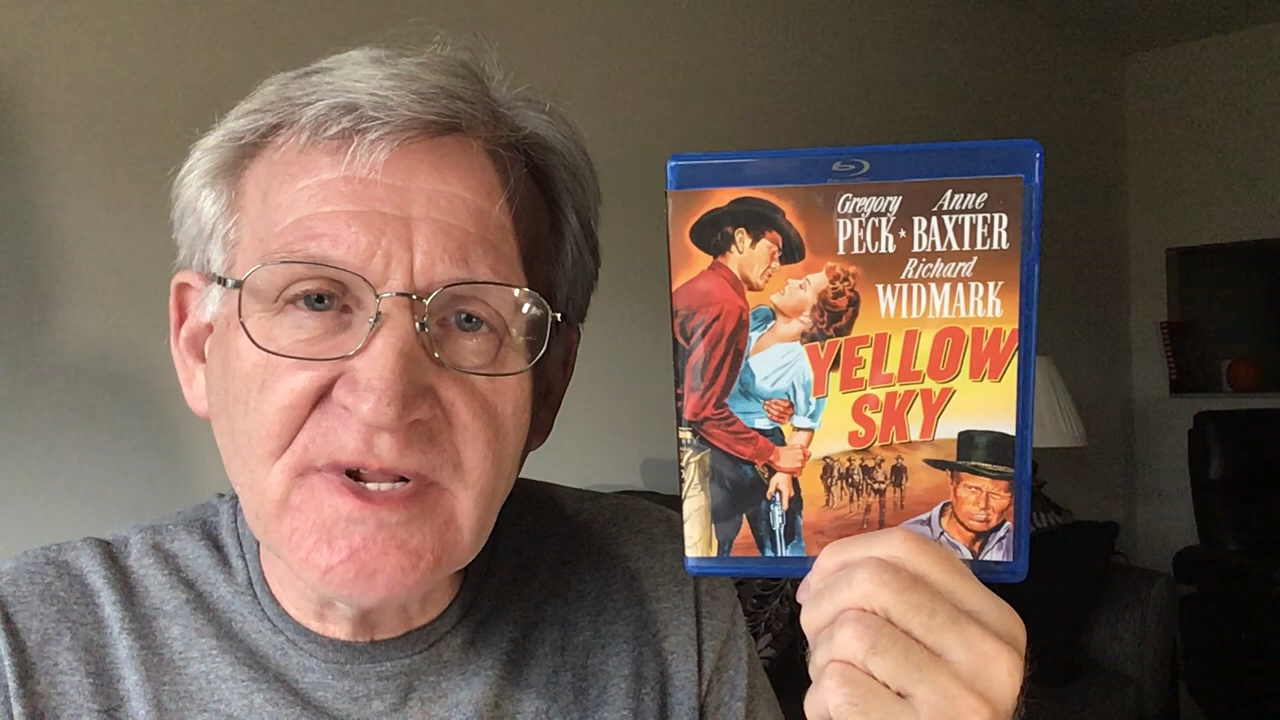 Gregory Anne
PECK * BAXTER
Richard
WIDMARK
YELLOW
SKY